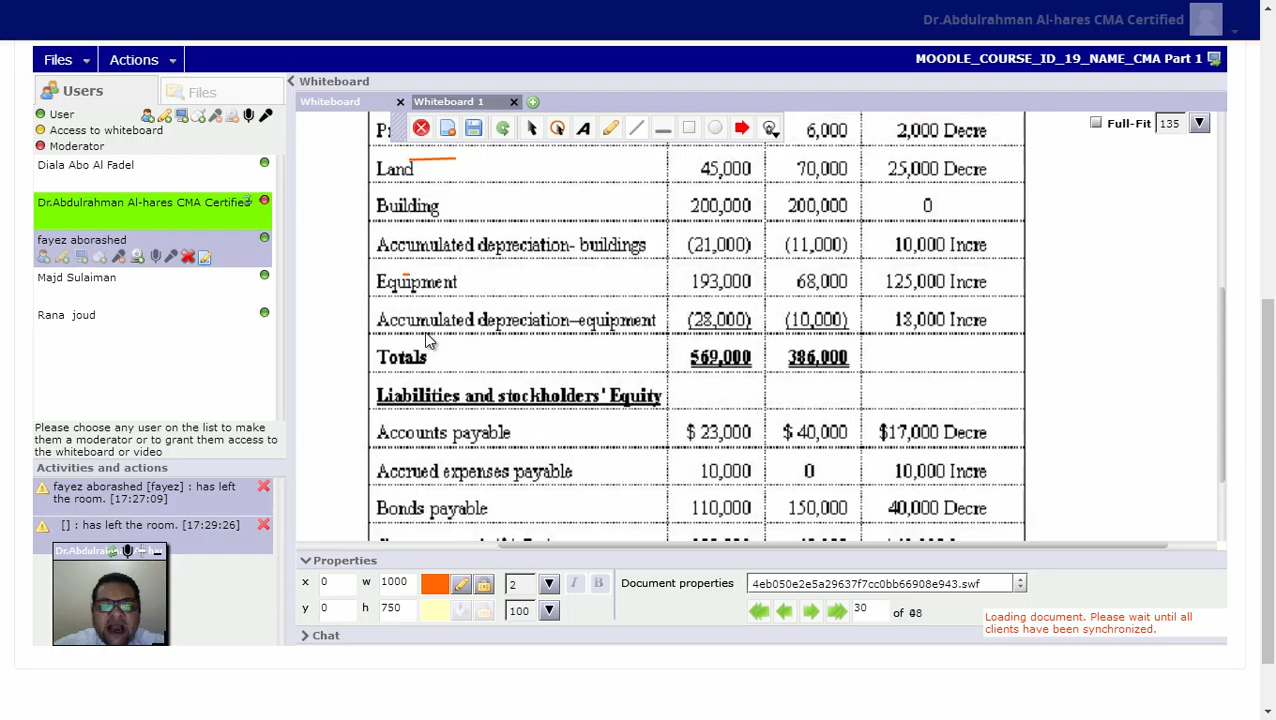 Dr.Abdulrahman Al-hares CMA Certified
Files Actions MOODLE_COURSE_ID_19_NAME_CMA Part 1
Users Files
User
Access to whiteboard
Moderator
Diala Abo Al Fadel
Dr.Abdulrahman Al-hares CMA Certified
fayez aborashed
Majd Sulaiman
Rana joud
Please choose any user on the list to make
them a moderator or to grant them access to
the whiteboard or video
Activities and actions
fayez aborashed [fayez] : has left
the room. [17:27:09]
[] : has left the room. [17:29:26]
Whiteboard
Whiteboard Whiteboard 1
Full-Fit 135
6,000 2,000 Decre
Land 45,000 70,000 25,000 Decre
Building 200,000 200,000 0
Accumulated depreciation- buildings (21,000) (11,000) 10,000 Incre
Equipment 193,000 68,000 125,000 Incre
Accumulated depreciation–equipment (28,000) (10,000) 18,000 Incre
Totals 569,000 386,000
Liabilities and stockholders' Equity
Accounts payable $ 23,000 $ 40,000 $17,000 Decre
Accrued expenses payable 10,000 0 10,000 Incre
Bonds payable 110,000 150,000 40,000 Decre
Properties
x 0 w 1000 2 I B Document properties 4eb050e2e5a29637f7cc0bb66908e943.swf
y 0 h 750 100 30 of
Loading document. Please wait until all
clients have been synchronized.
Chat